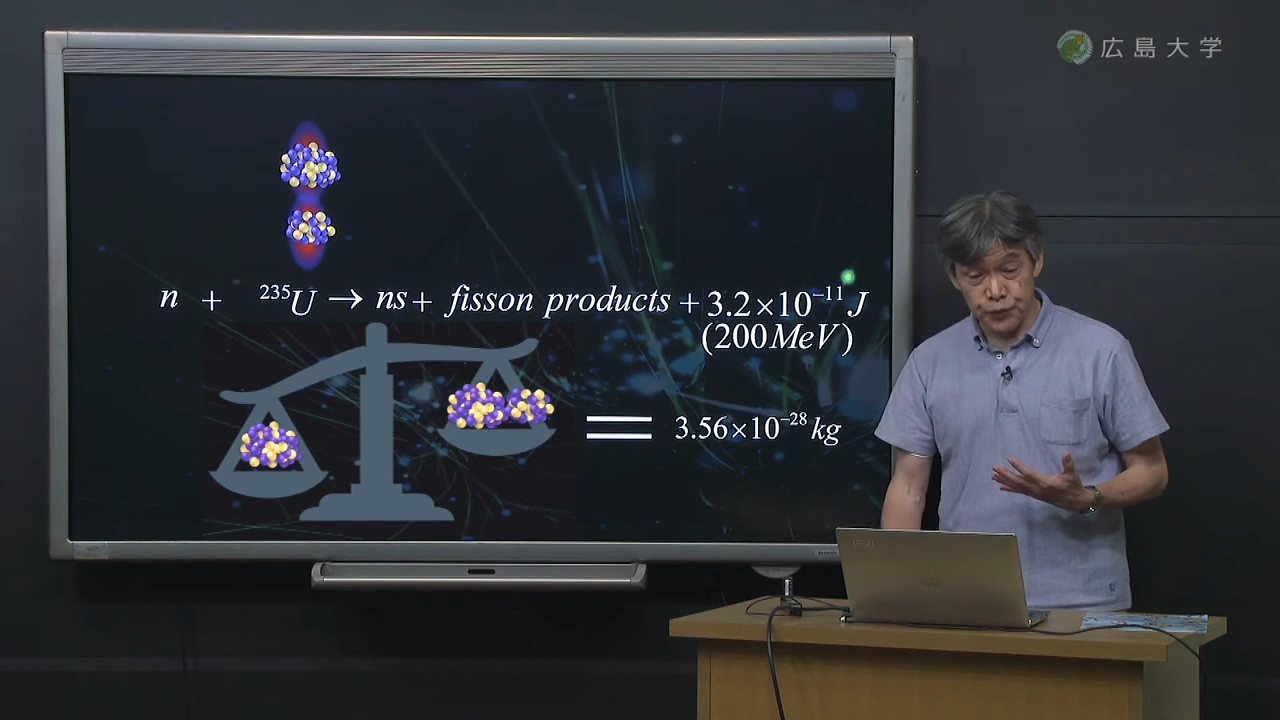 広島大学
n + ²³⁵U → ns + fisson products + 3.2×10⁻¹¹ J
(200MeV)
= 3.56×10⁻²⁸ kg